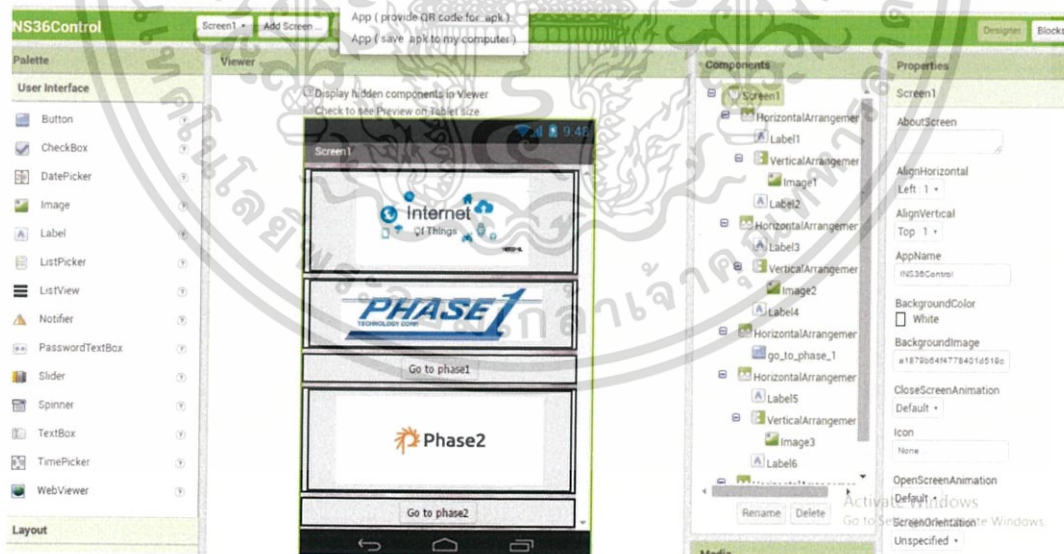 App ( provide QR code for .apk )
NS36Control
Screen1
Add Screen ...
App ( save .apk to my computer )
Designer
Blocks
Palette
Viewer
Components
Properties
User Interface
Button
CheckBox
DatePicker
Image
Label
ListPicker
ListView
Notifier
PasswordTextBox
Slider
Spinner
TextBox
TimePicker
WebViewer
Layout
Display hidden components in Viewer
Check to see Preview on Tablet size
9:48
Screen1
Internet
Of Things
PHASE1
TECHNOLOGY CORP
Go to phase1
Phase2
Go to phase2
Screen1
HorizontalArrangemer
Label1
VerticalArrangemer
Image1
Label2
HorizontalArrangemer
Label3
VerticalArrangemer
Image2
Label4
HorizontalArrangemer
go_to_phase_1
HorizontalArrangemer
Label5
VerticalArrangemer
Image3
Label6
Rename
Delete
Media
Screen1
AboutScreen
AlignHorizontal
Left : 1
AlignVertical
Top : 1
AppName
NS36Control
BackgroundColor
White
BackgroundImage
CloseScreenAnimation
Default
Icon
None...
OpenScreenAnimation
Default
ScreenOrientation
Unspecified
Activate Windows